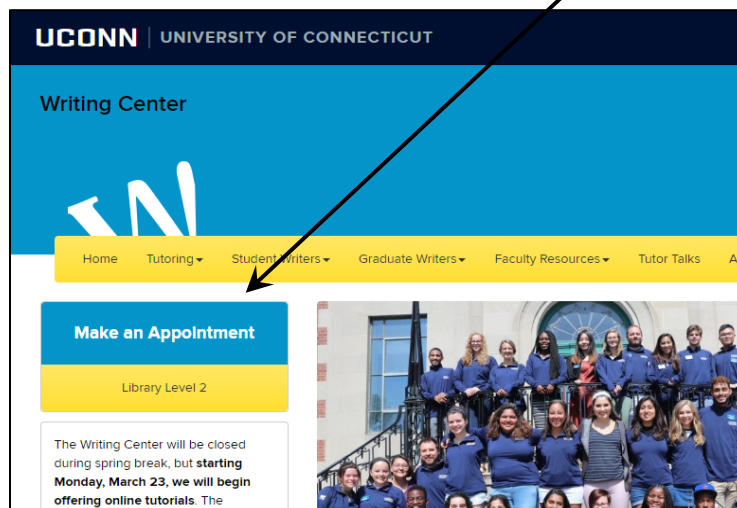 UCONN UNIVERSITY OF CONNECTICUT
Writing Center
W
Home Tutoring Student Writers Graduate Writers Faculty Resources Tutor Talks A
Make an Appointment
Library Level 2
The Writing Center will be closed
during spring break, but starting
Monday, March 23, we will begin
offering online tutorials. The